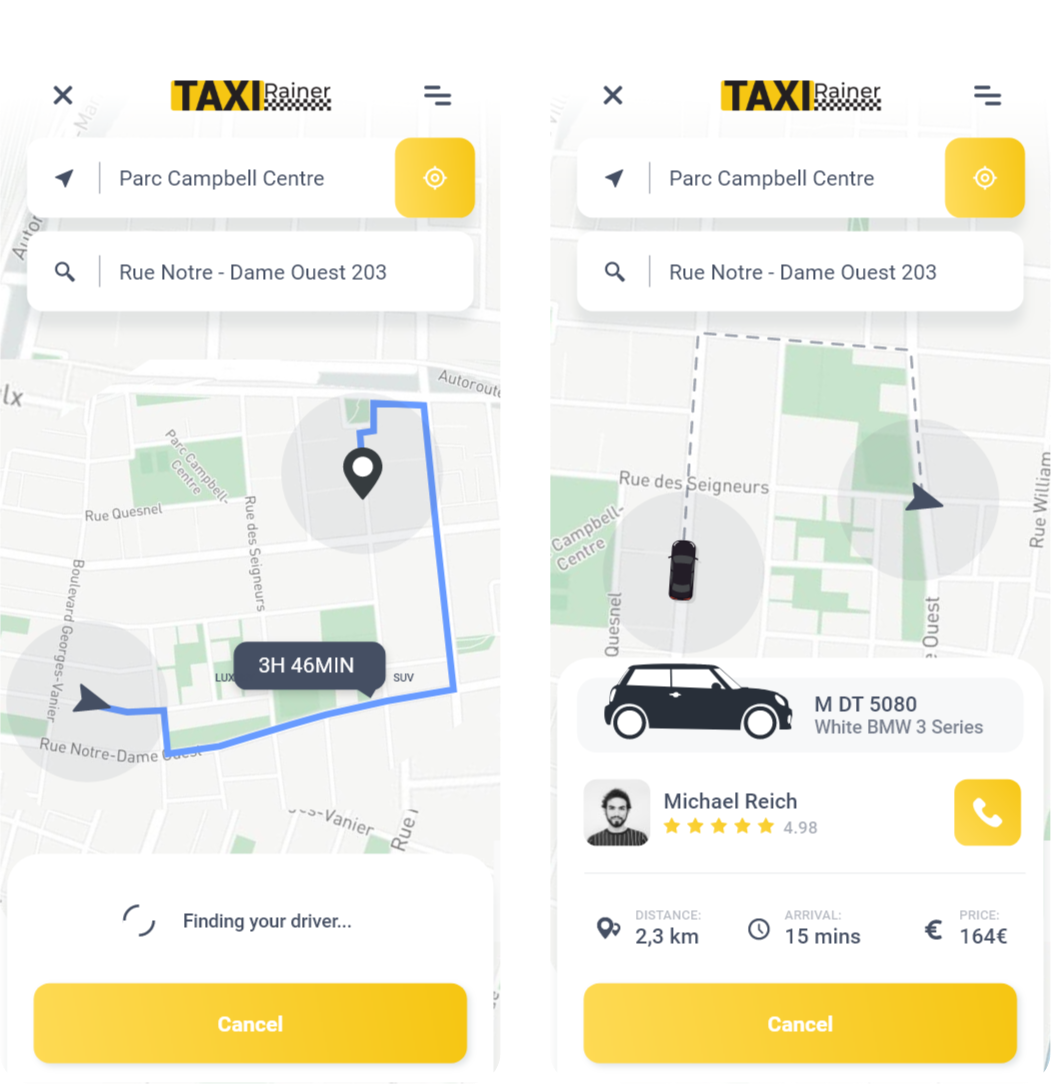 TAXI Rainer
Parc Campbell Centre
Rue Notre - Dame Ouest 203
Autoroute
lx
Parc Campbell-
Centre
Rue Quesnel
Rue des Seigneurs
Boulevard Georges-Vanier
3H 46MIN
LUX
SUV
Rue Notre-Dame Ouest
es-Vanier
Rue
Finding your driver...
Cancel
TAXI Rainer
Parc Campbell Centre
Rue Notre - Dame Ouest 203
Rue des Seigneurs
Rue William
Campbell-
Centre
Quesnel
e Ouest
M DT 5080
White BMW 3 Series
Michael Reich
4.98
DISTANCE:
2,3 km
ARRIVAL:
15 mins
€
PRICE:
164€
Cancel